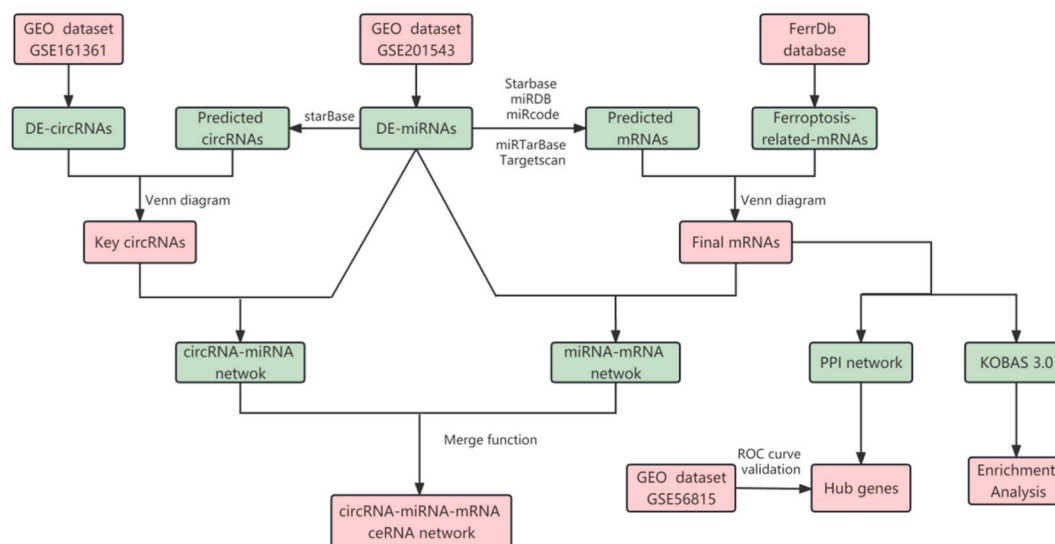 GEO dataset
GSE161361
GEO dataset
GSE201543
FerrDb
database
Starbase
miRDB
miRcode
DE-circRNAs
Predicted
circRNAs
starBase
DE-miRNAs
Predicted
mRNAs
Ferroptosis-
related-mRNAs
miRTarBase
Targetscan
Venn diagram
Venn diagram
Key circRNAs
Final mRNAs
circRNA-miRNA
netwok
miRNA-mRNA
netwok
PPI network
KOBAS 3.0
Merge function
ROC curve
validation
GEO dataset
GSE56815
Hub genes
Enrichment
Analysis
circRNA-miRNA-mRNA
ceRNA network